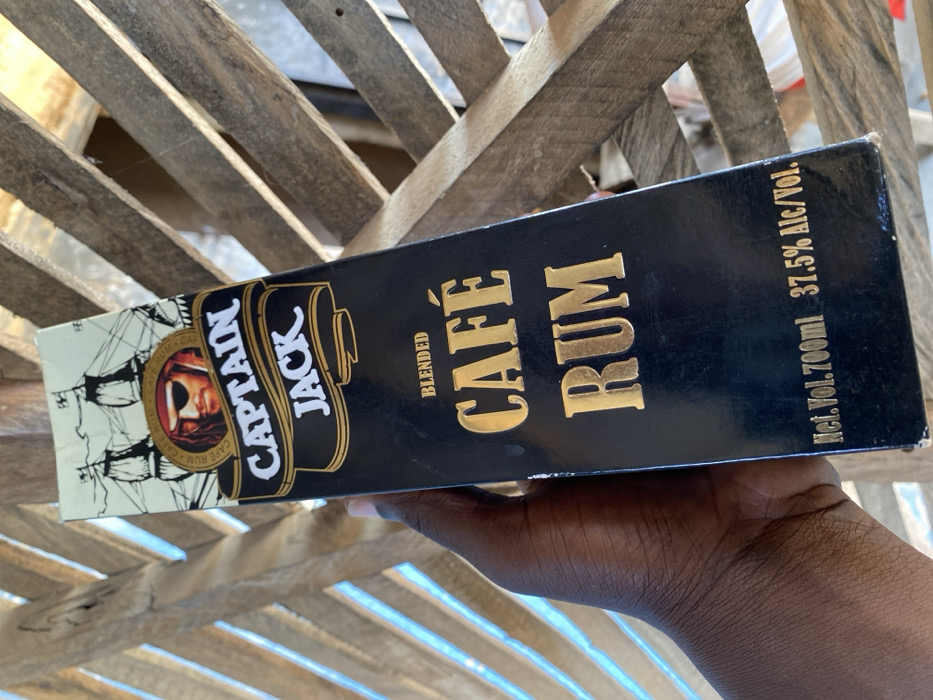 CAPTAIN
JACK
BLENDED
CAFÉ
RUM
Net.Vol.700ml 37.5% Alc/Vol.